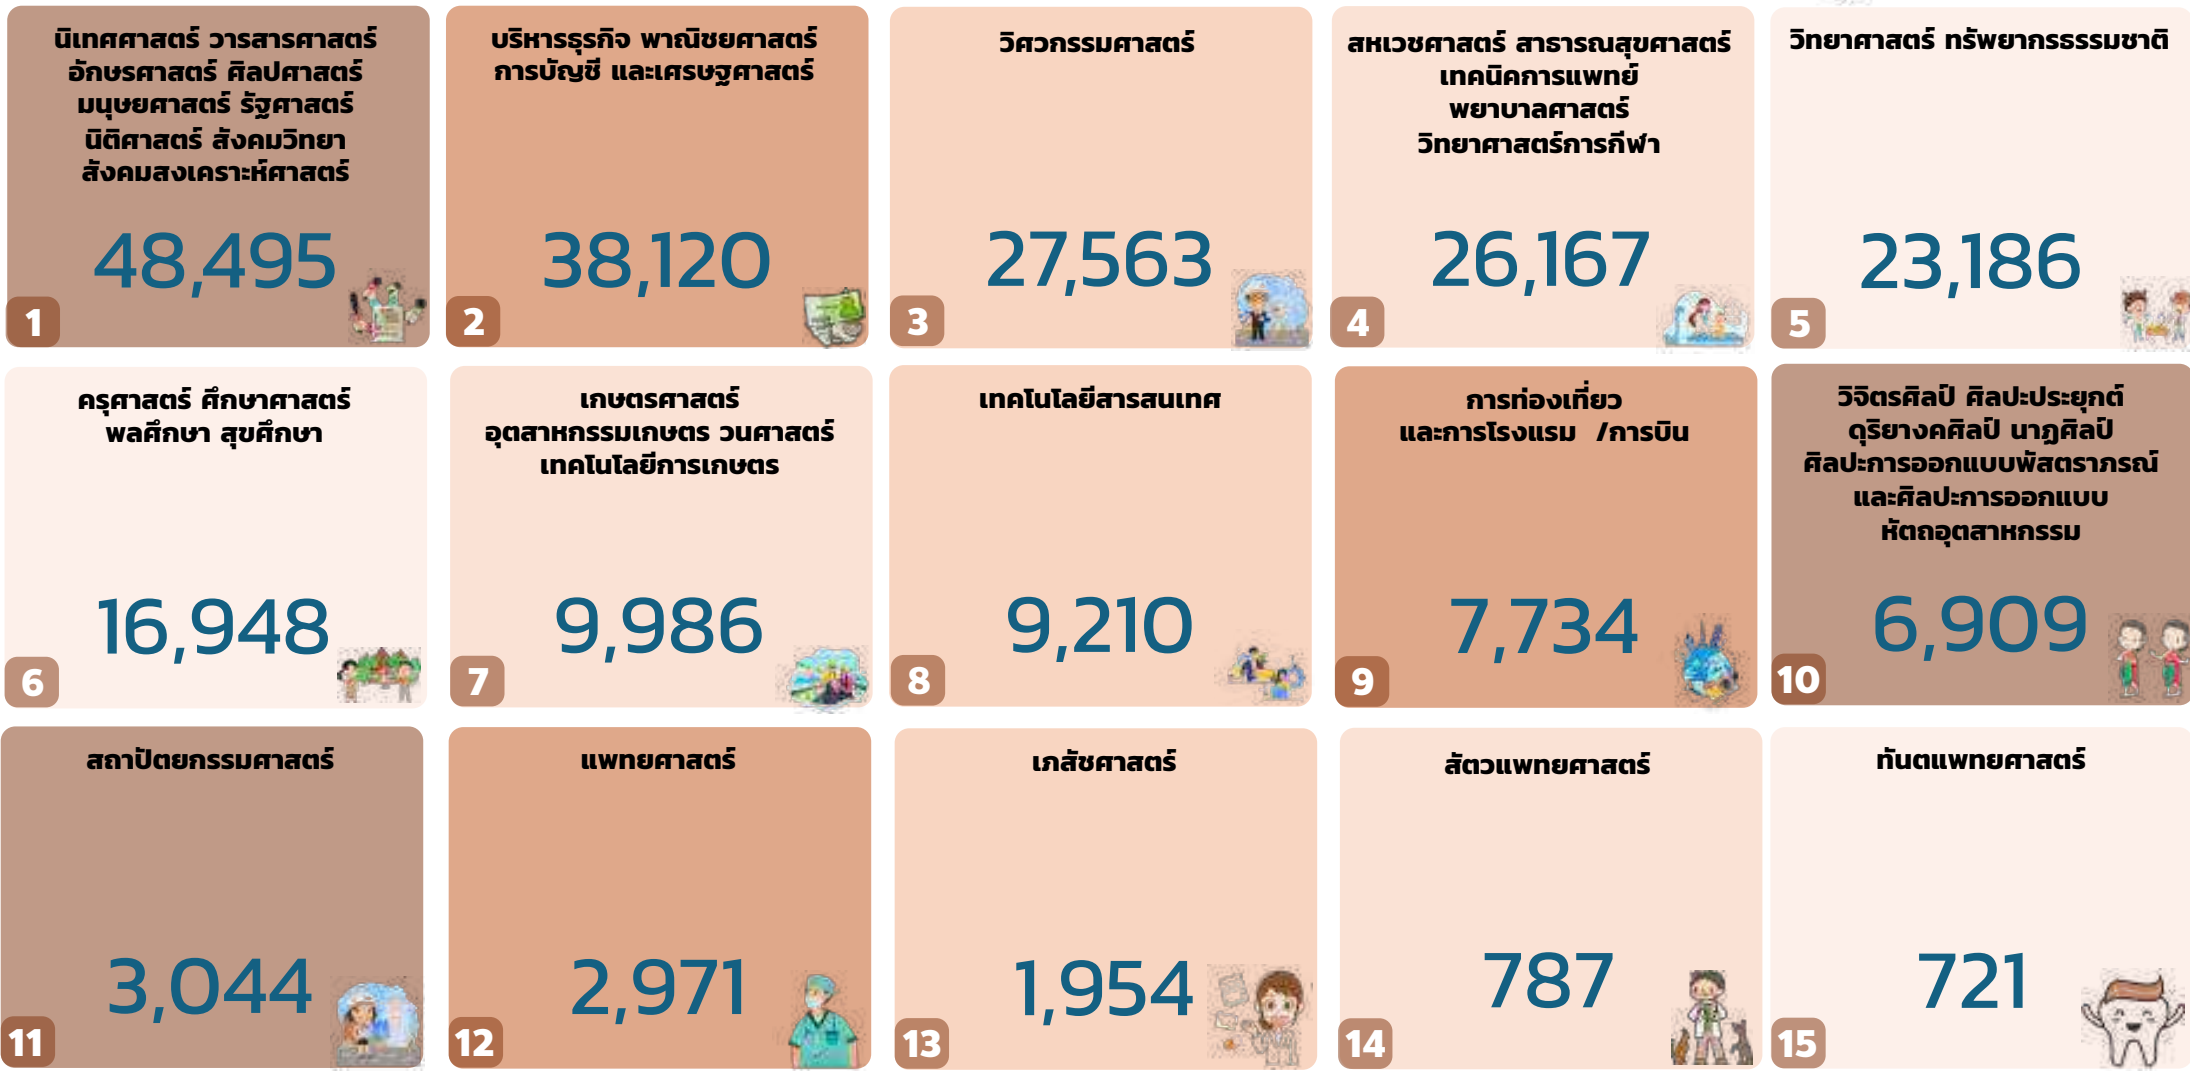 นิเทศศาสตร์ วารสารศาสตร์
อักษรศาสตร์ ศิลปศาสตร์
มนุษยศาสตร์ รัฐศาสตร์
นิติศาสตร์ สังคมวิทยา
สังคมสงเคราะห์ศาสตร์
48,495
1
บริหารธุรกิจ พาณิชยศาสตร์
การบัญชี และเศรษฐศาสตร์
38,120
2
วิศวกรรมศาสตร์
27,563
3
สหเวชศาสตร์ สาธารณสุขศาสตร์
เทคนิคการแพทย์
พยาบาลศาสตร์
วิทยาศาสตร์การกีฬา
26,167
4
วิทยาศาสตร์ ทรัพยากรธรรมชาติ
23,186
5
ครุศาสตร์ ศึกษาศาสตร์
พลศึกษา สุขศึกษา
16,948
6
เกษตรศาสตร์
อุตสาหกรรมเกษตร วนศาสตร์
เทคโนโลยีการเกษตร
9,986
7
เทคโนโลยีสารสนเทศ
9,210
8
การท่องเที่ยว
และการโรงแรม /การบิน
7,734
9
วิจิตรศิลป์ ศิลปะประยุกต์
ดุริยางคศิลป์ นาฏศิลป์
ศิลปะการออกแบบพัสตราภรณ์
และศิลปะการออกแบบ
หัตถอุตสาหกรรม
6,909
10
สถาปัตยกรรมศาสตร์
3,044
11
แพทยศาสตร์
2,971
12
เภสัชศาสตร์
1,954
13
สัตวแพทยศาสตร์
787
14
ทันตแพทยศาสตร์
721
15